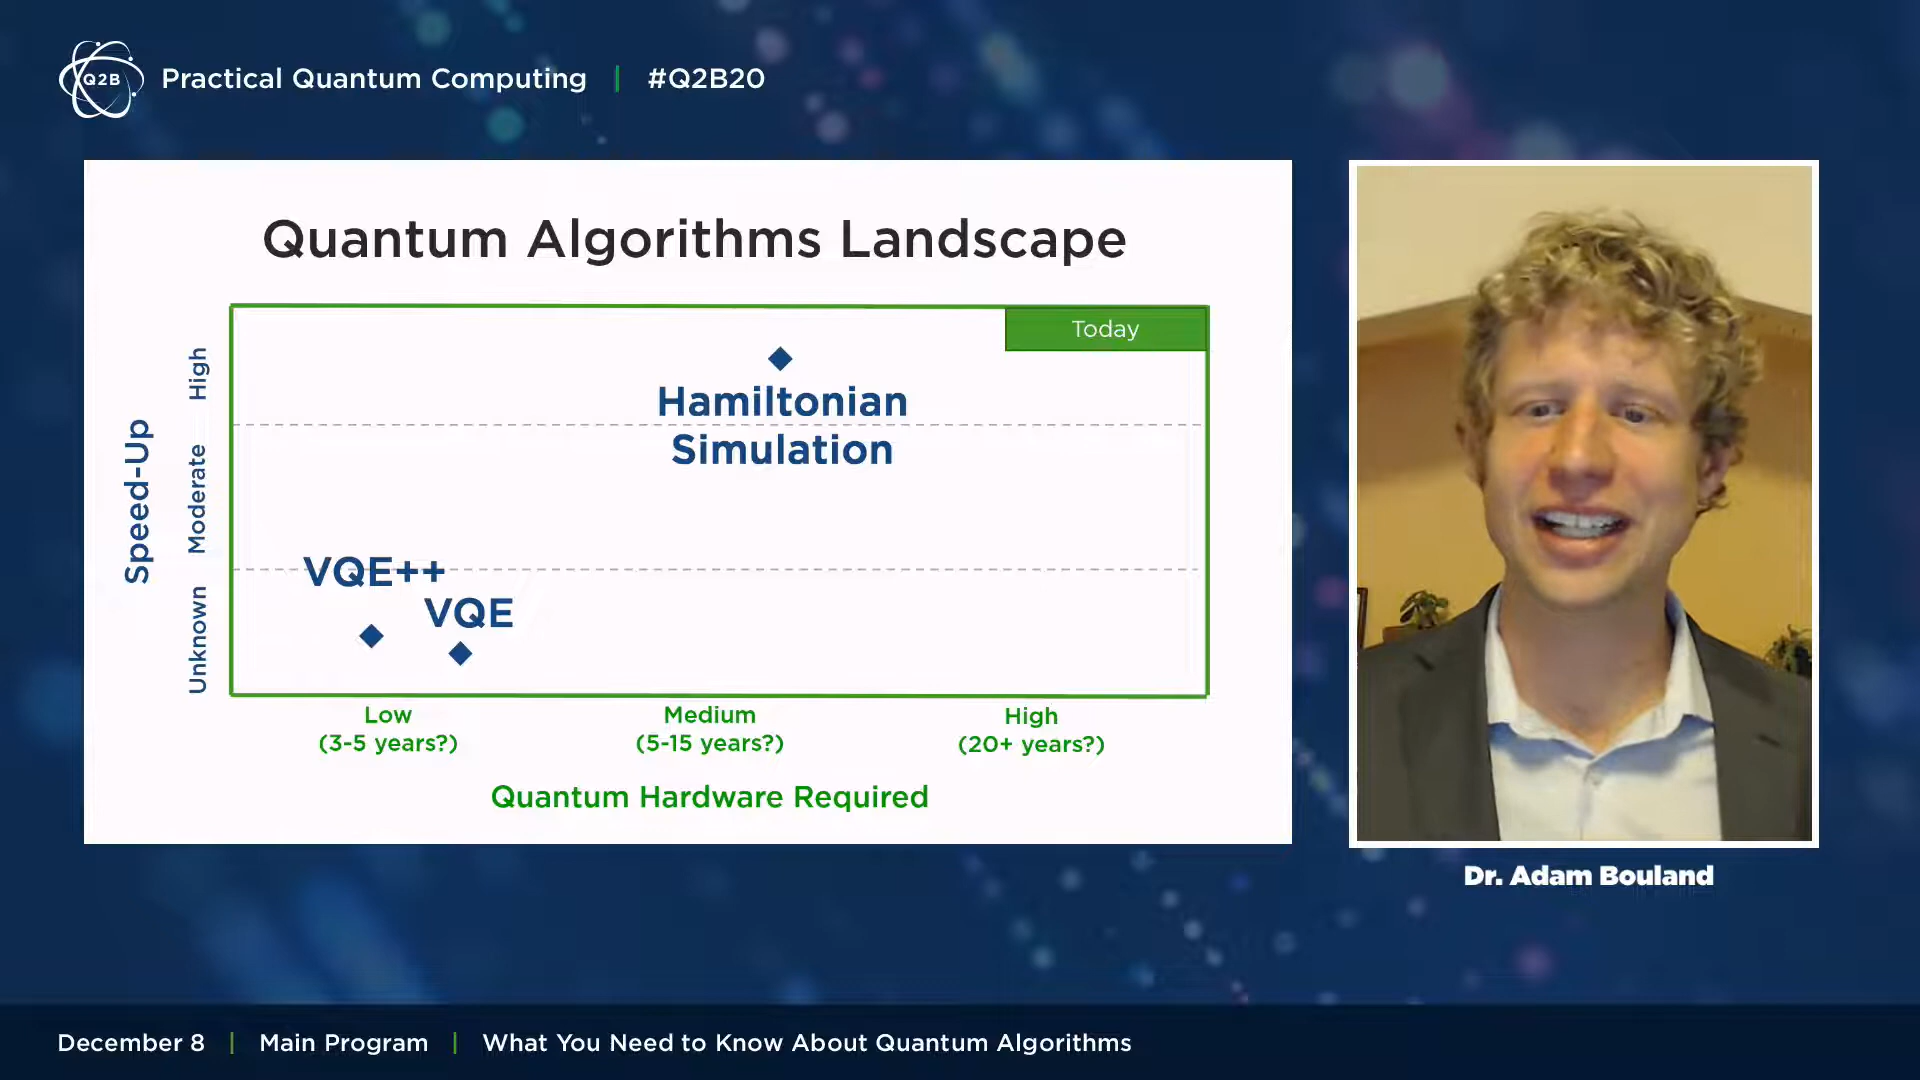 Q2B
Practical Quantum Computing | #Q2B20
Quantum Algorithms Landscape
Today
High
Moderate
Unknown
Speed-Up
Hamiltonian
Simulation
VQE++
VQE
Low
(3-5 years?)
Medium
(5-15 years?)
High
(20+ years?)
Quantum Hardware Required
Dr. Adam Bouland
December 8 | Main Program | What You Need to Know About Quantum Algorithms